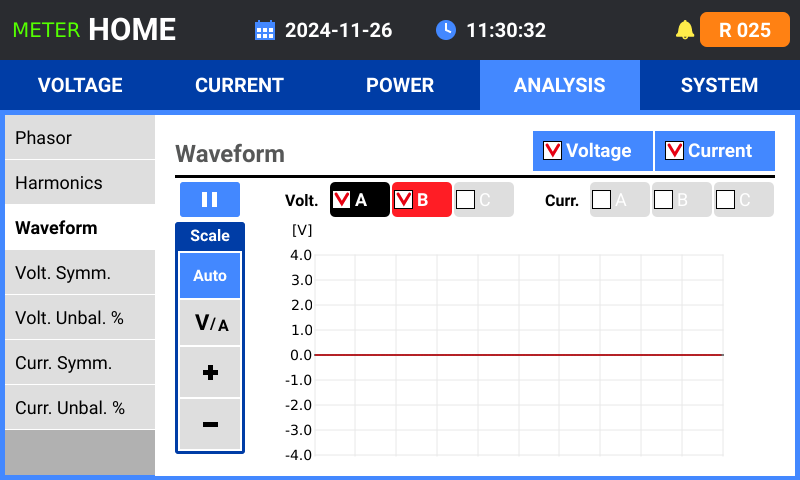 METER HOME 2024-11-26 11:30:32 R 025
VOLTAGE CURRENT POWER ANALYSIS SYSTEM
Phasor
Harmonics
Waveform
Volt. Symm.
Volt. Unbal. %
Curr. Symm.
Curr. Unbal. %
Waveform
Voltage Current
Volt. A B C Curr. A B C
Scale
Auto
V/A
+
−
[V]
4.0
3.0
2.0
1.0
0.0
-1.0
-2.0
-3.0
-4.0